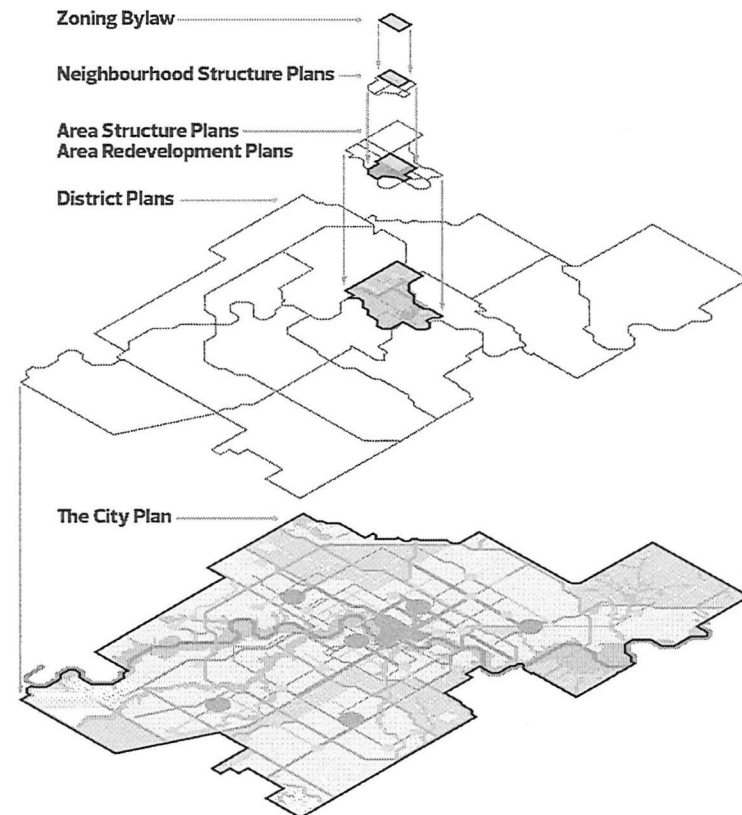 Zoning Bylaw
Neighbourhood Structure Plans
Area Structure Plans
Area Redevelopment Plans
District Plans
The City Plan